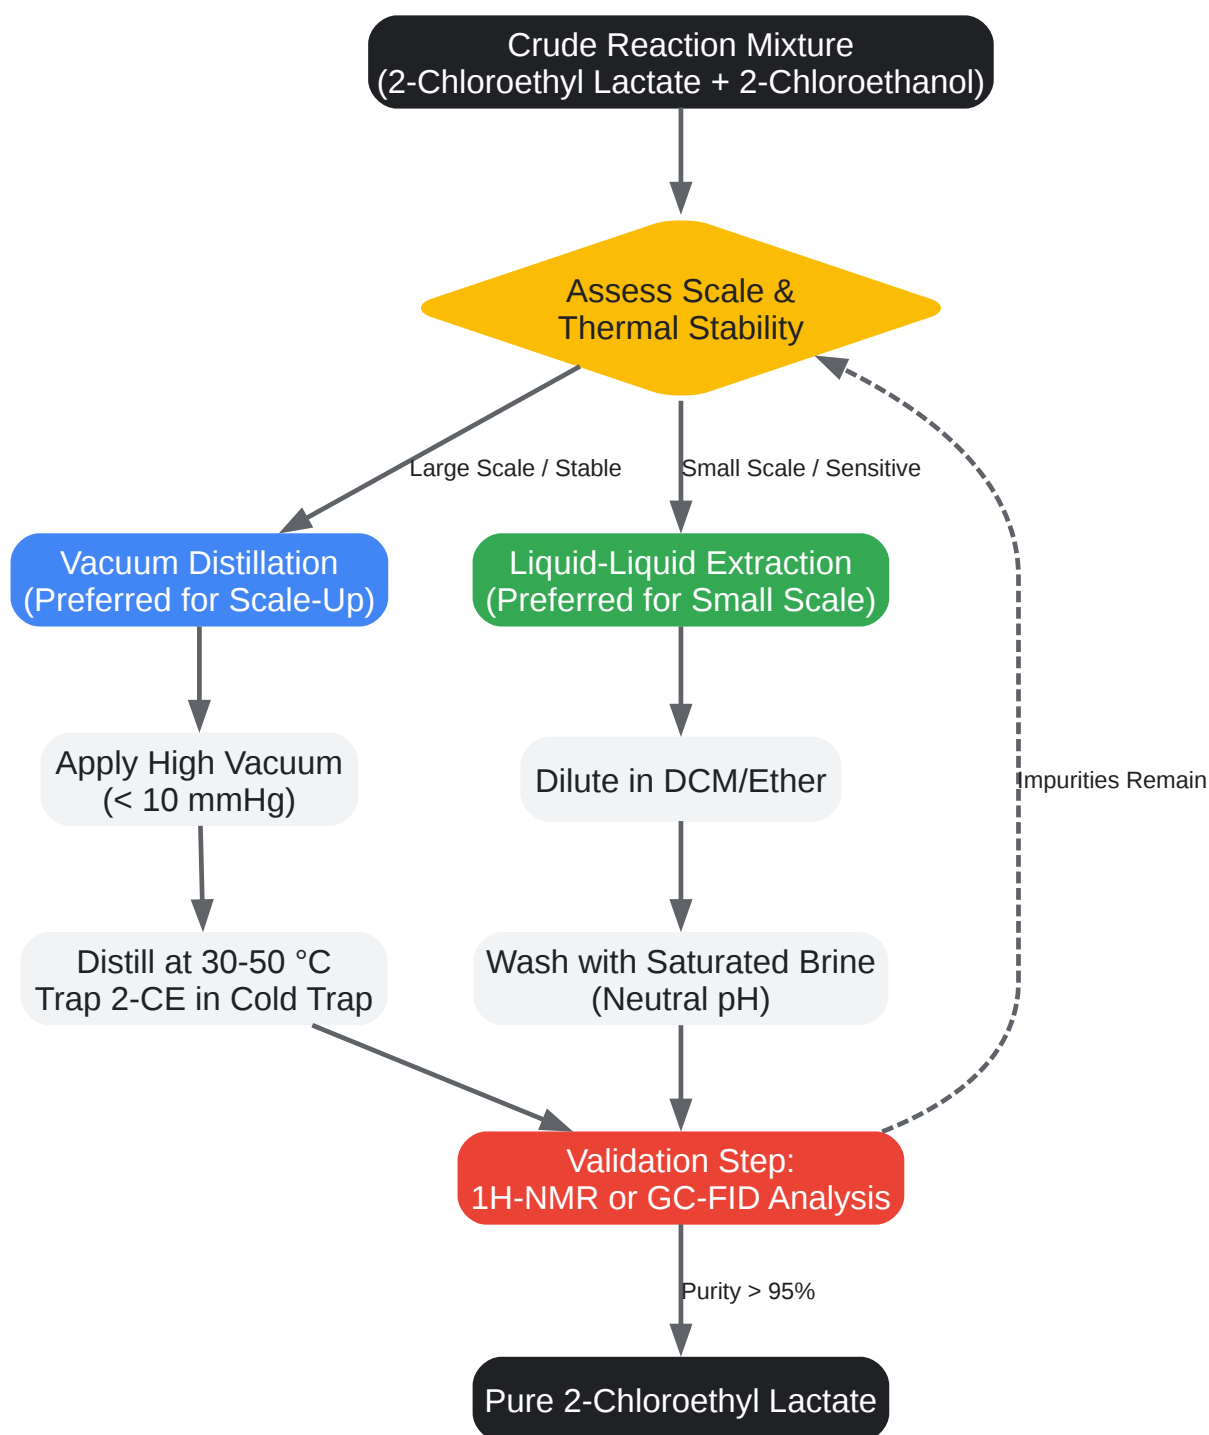 Crude Reaction Mixture
(2-Chloroethyl Lactate + 2-Chloroethanol)
Assess Scale &
Thermal Stability
Large Scale / Stable
Small Scale / Sensitive
Vacuum Distillation
(Preferred for Scale-Up)
Liquid-Liquid Extraction
(Preferred for Small Scale)
Apply High Vacuum
(< 10 mmHg)
Dilute in DCM/Ether
Impurities Remain
Distill at 30-50 °C
Trap 2-CE in Cold Trap
Wash with Saturated Brine
(Neutral pH)
Validation Step:
1H-NMR or GC-FID Analysis
Purity > 95%
Pure 2-Chloroethyl Lactate